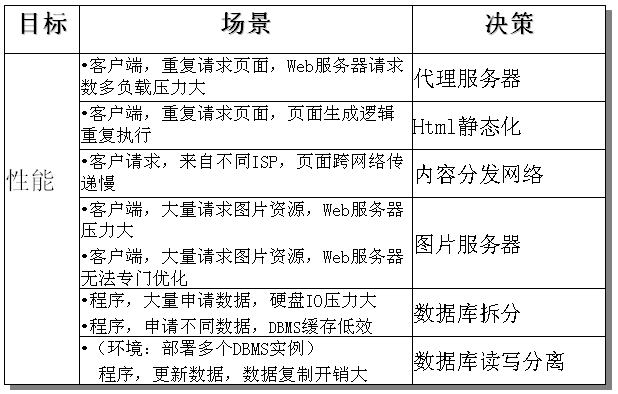 目标 场景 决策
•客户端，重复请求页面，Web服务器请求
数多负载压力大
代理服务器
•客户端，重复请求页面，页面生成逻辑
重复执行
Html静态化
性能
•客户请求，来自不同ISP，页面跨网络传
递慢
内容分发网络
•客户端，大量请求图片资源，Web服务器
压力大
•客户端，大量请求图片资源，Web服务器
无法专门优化
图片服务器
•程序，大量申请数据，硬盘IO压力大
•程序，申请不同数据，DBMS缓存低效
数据库拆分
•（环境：部署多个DBMS实例）
程序，更新数据，数据复制开销大
数据库读写分离